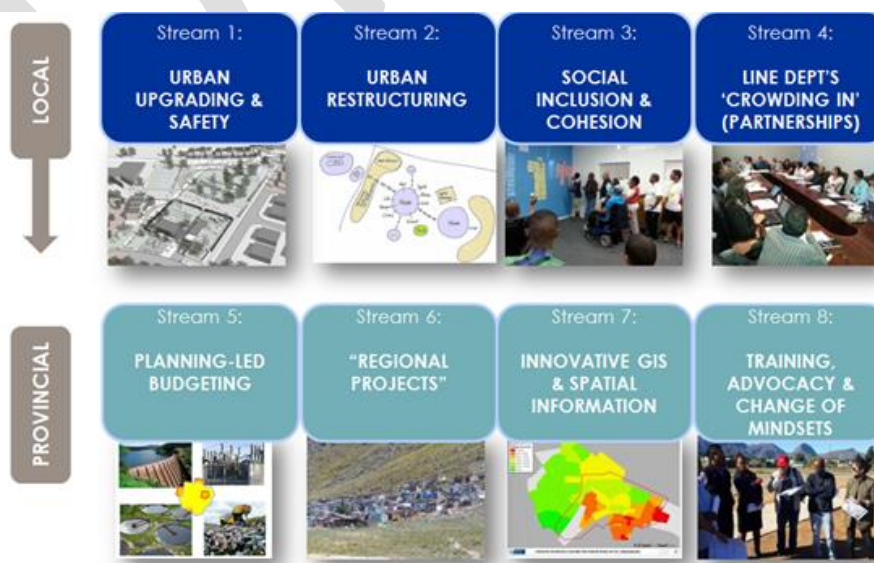 LOCAL
Stream 1:
URBAN
UPGRADING &
SAFETY
Stream 2:
URBAN
RESTRUCTURING
Stream 3:
SOCIAL
INCLUSION &
COHESION
Stream 4:
LINE DEPT'S
'CROWDING IN'
(PARTNERSHIPS)
PROVINCIAL
Stream 5:
PLANNING-LED
BUDGETING
Stream 6:
"REGIONAL
PROJECTS"
Stream 7:
INNOVATIVE GIS
& SPATIAL
INFORMATION
Stream 8:
TRAINING,
ADVOCACY &
CHANGE OF
MINDSETS